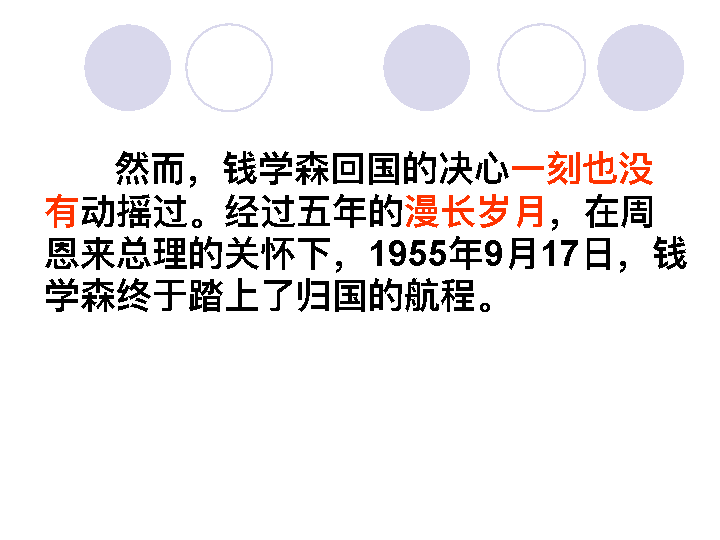 然而，钱学森回国的决心一刻也没
有动摇过。经过五年的漫长岁月，在周
恩来总理的关怀下，1955年9月17日，钱
学森终于踏上了归国的航程。